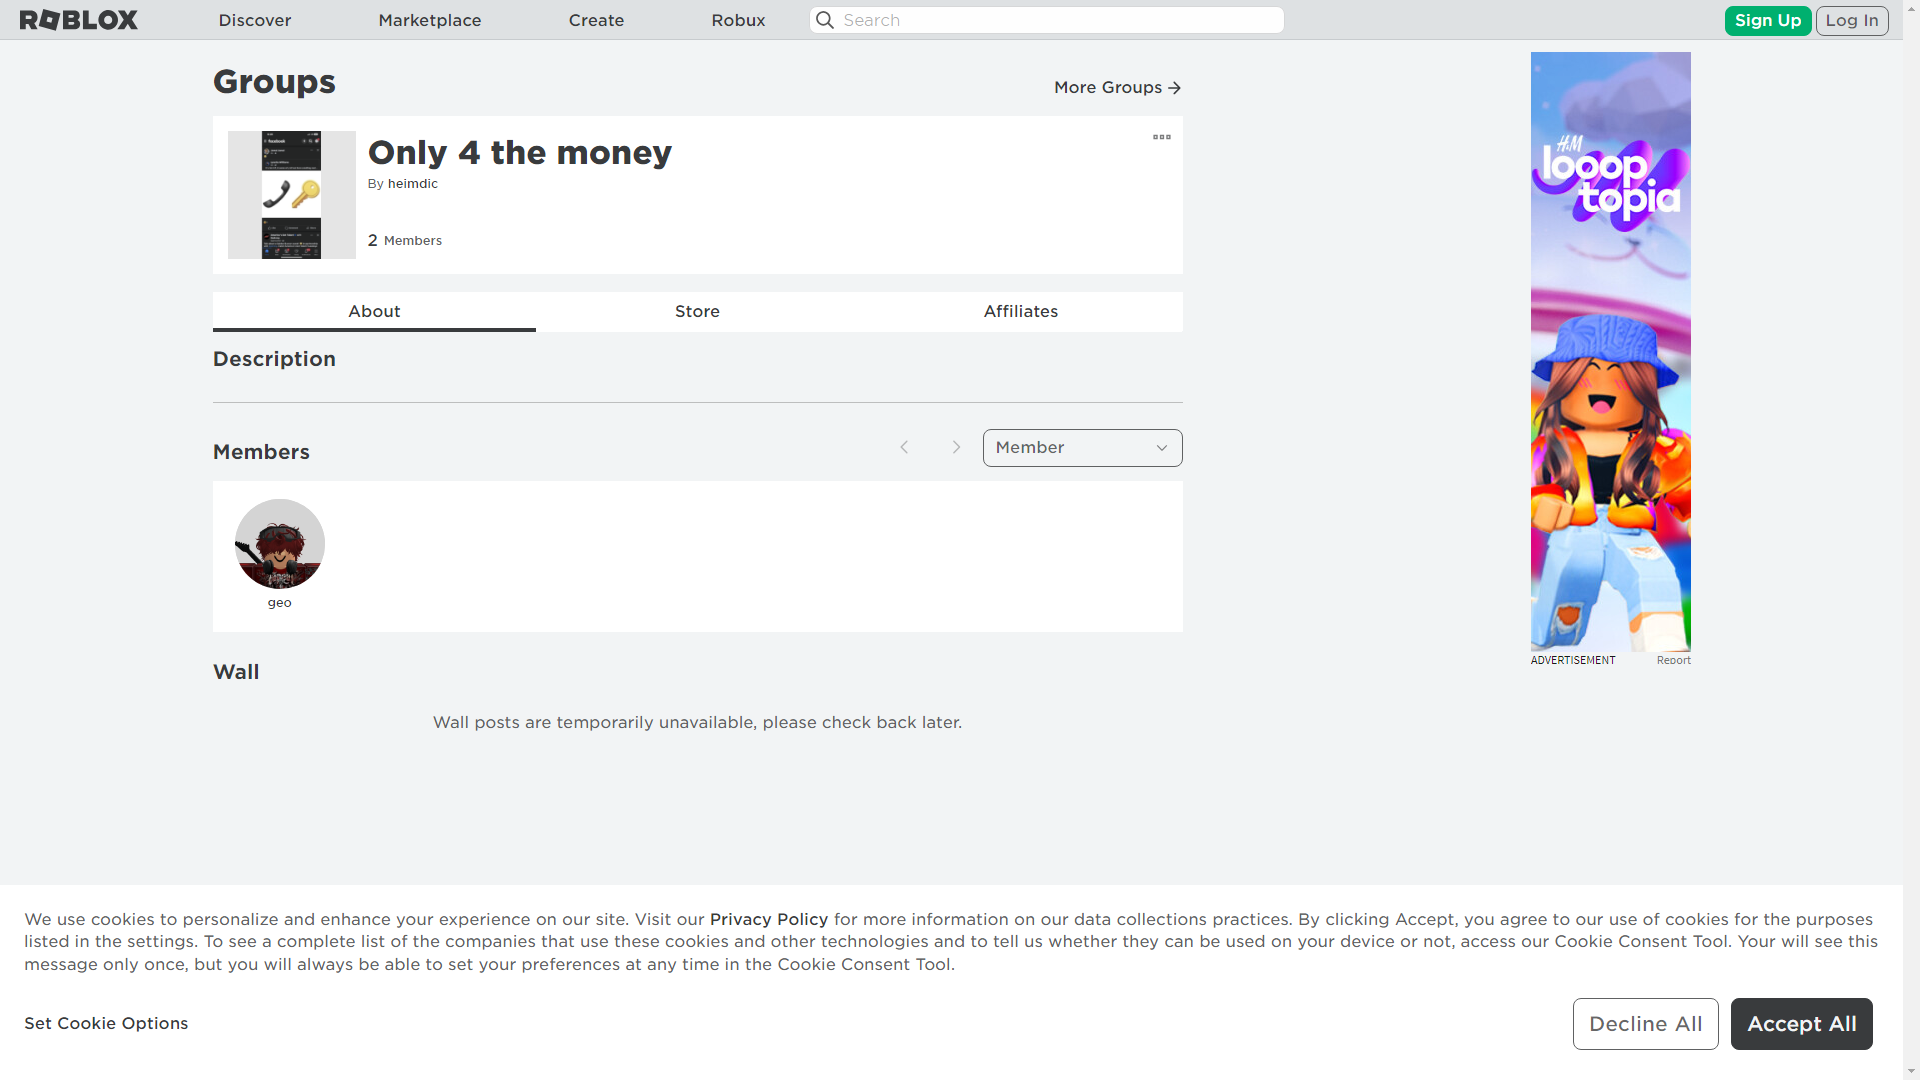 ROBLOX
Discover
Marketplace
Create
Robux
Search
Sign Up
Log In
Groups
More Groups
Only 4 the money
By heimdic
2 Members
About
Store
Affiliates
Description
Members
Member
geo
Wall
Wall posts are temporarily unavailable, please check back later.
H&M
looop
topia
ADVERTISEMENT
Report
We use cookies to personalize and enhance your experience on our site. Visit our Privacy Policy for more information on our data collections practices. By clicking Accept, you agree to our use of cookies for the purposes
listed in the settings. To see a complete list of the companies that use these cookies and other technologies and to tell us whether they can be used on your device or not, access our Cookie Consent Tool. Your will see this
message only once, but you will always be able to set your preferences at any time in the Cookie Consent Tool.
Set Cookie Options
Decline All
Accept All